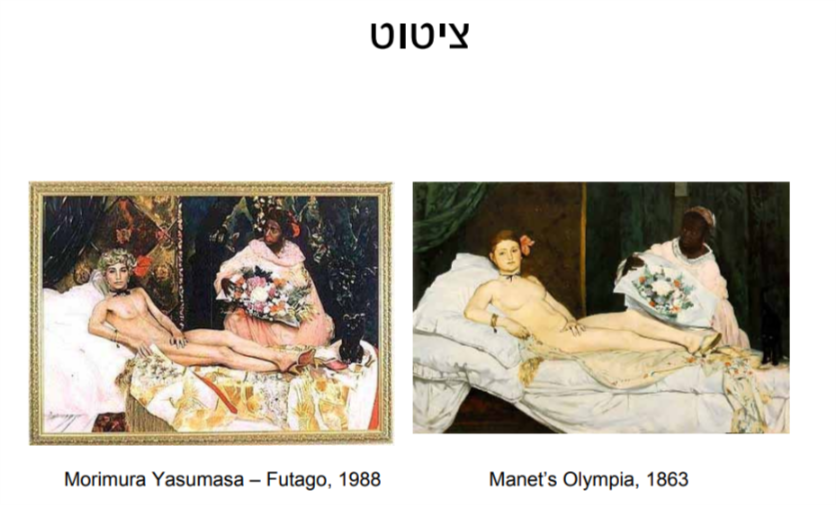 ציטוט
Morimura Yasumasa – Futago, 1988
Manet's Olympia, 1863